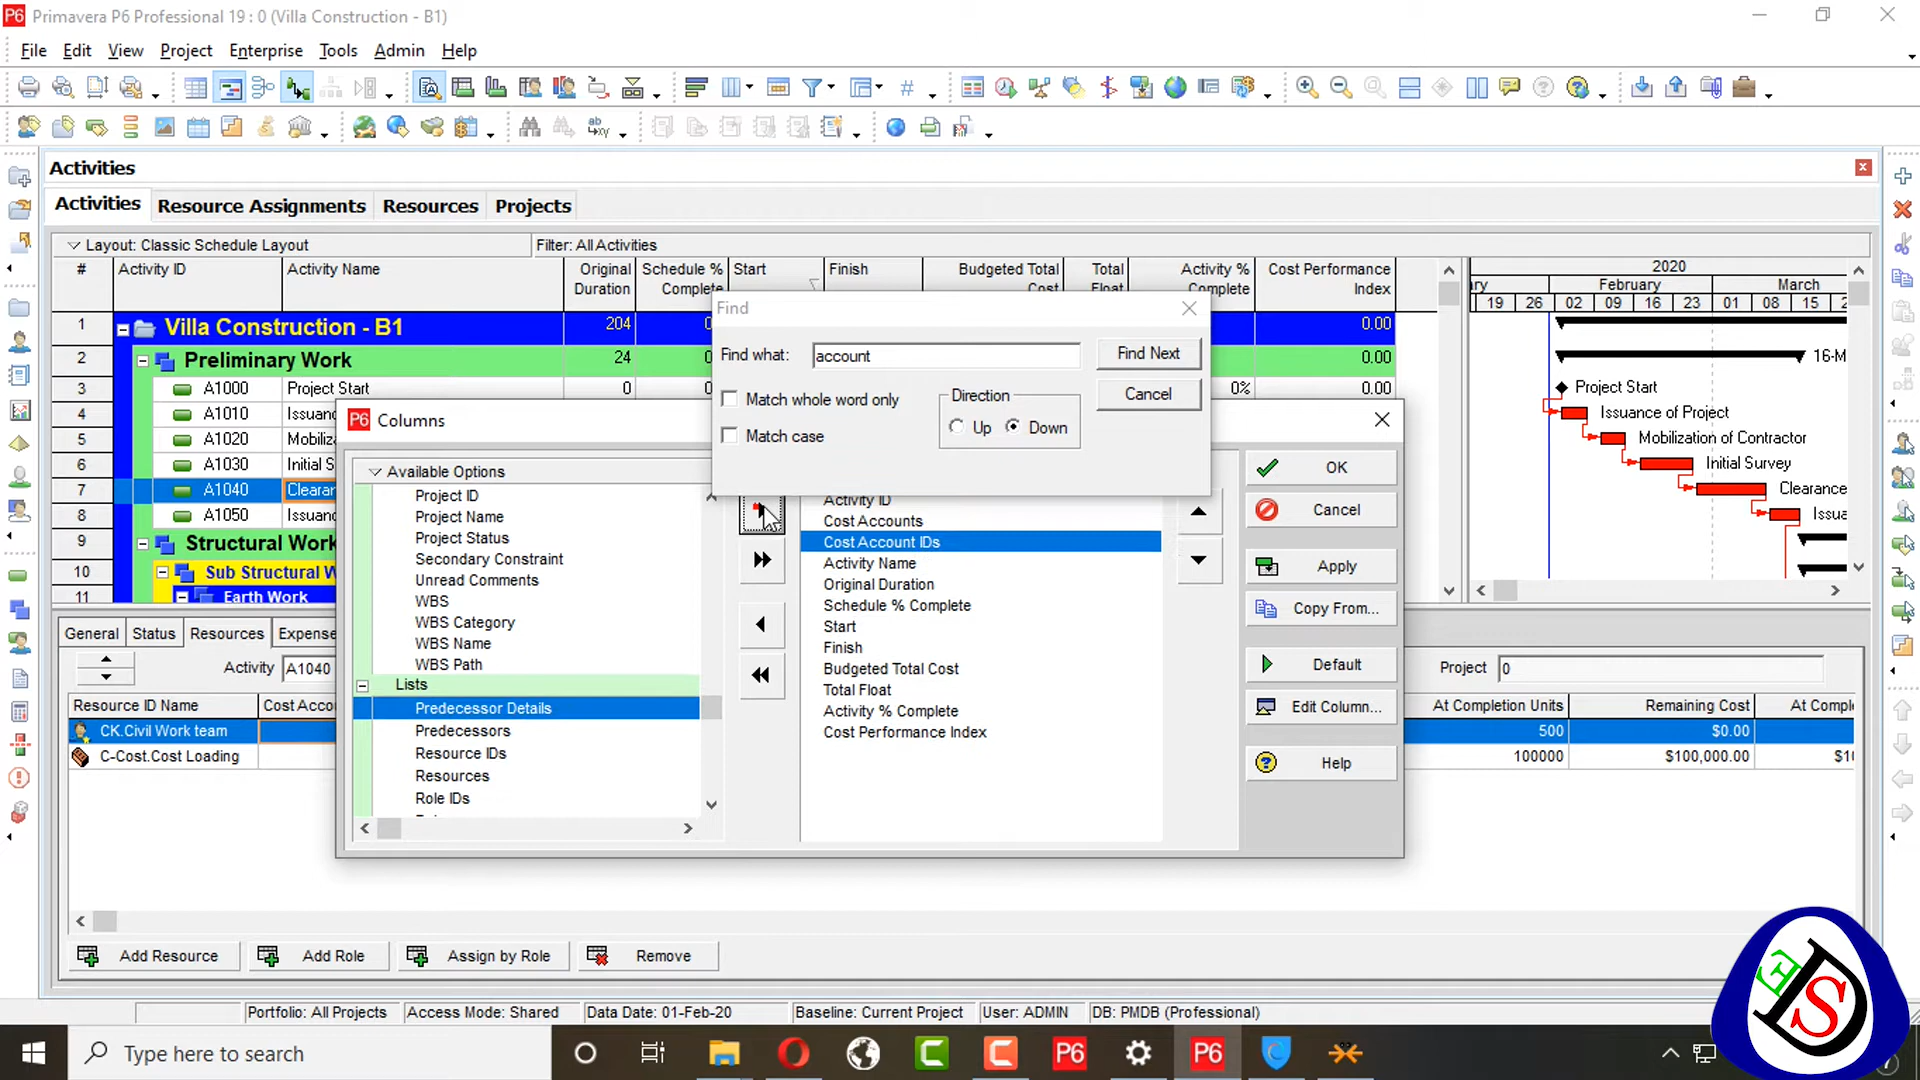 P6 Primavera P6 Professional 19 : 0 (Villa Construction - B1)
File Edit View Project Enterprise Tools Admin Help
Activities
Activities Resource Assignments Resources Projects
Layout: Classic Schedule Layout Filter: All Activities
# Activity ID Activity Name Original Duration Schedule % Complete Start Finish Budgeted Total Cost Total Float Activity % Complete Cost Performance Index
2020
February March
19 26 02 09 16 23 01 08 15
1 Villa Construction - B1 204 0.00
2 Preliminary Work 24 0.00 16-M
3 A1000 Project Start 0 0% 0.00 Project Start
4 A1010 Issuance of Project
5 A1020 Mobilization of Contractor
6 A1030 Initial S Initial Survey
7 A1040 Clearance
8 A1050
9 Structural Work
10 Sub Structural W
11 Earth Work
Find
Find what: account Find Next
Match whole word only Direction Cancel
Match case Up Down
P6 Columns
Available Options
Project ID
Project Name
Project Status
Secondary Constraint
Unread Comments
WBS
WBS Category
WBS Name
WBS Path
Lists
Predecessor Details
Predecessors
Resource IDs
Resources
Role IDs
Activity ID
Cost Accounts
Cost Account IDs
Activity Name
Original Duration
Schedule % Complete
Start
Finish
Budgeted Total Cost
Total Float
Activity % Complete
Cost Performance Index
OK
Cancel
Apply
Copy From...
Default
Edit Column...
Help
General Status Resources Expense
Activity A1040 Project 0
Resource ID Name Cost Accou At Completion Units Remaining Cost At Comple
CK.Civil Work team 500 $0.00
C-Cost.Cost Loading 100000 $100,000.00 $10
Add Resource Add Role Assign by Role Remove
Portfolio: All Projects Access Mode: Shared Data Date: 01-Feb-20 Baseline: Current Project User: ADMIN DB: PMDB (Professional)
Type here to search P6 P6